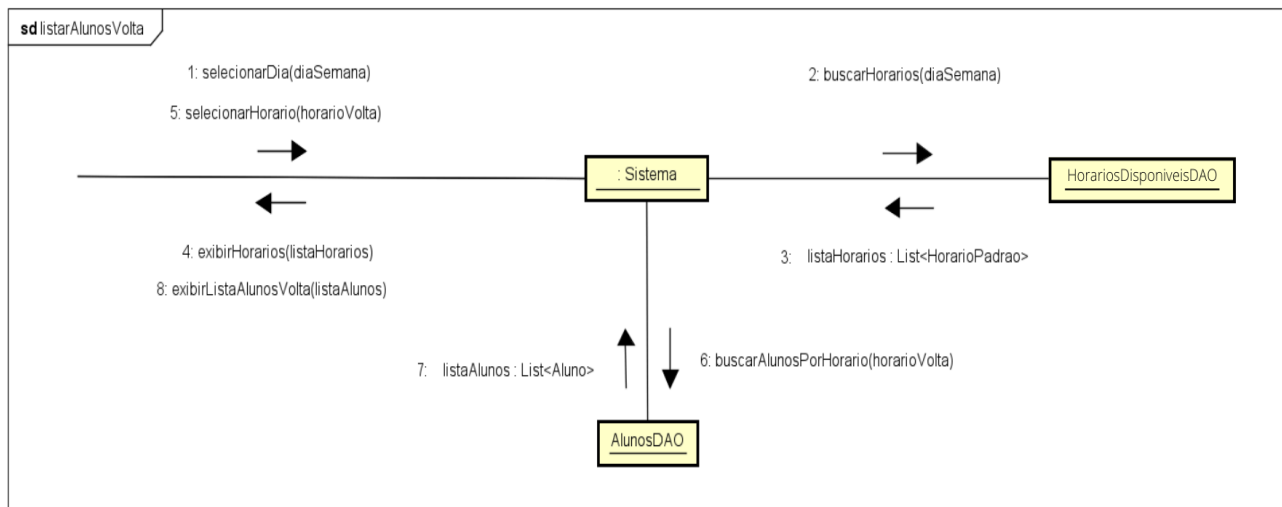 sd listarAlunosVolta
1: selecionarDia(diaSemana)
5: selecionarHorario(horarioVolta)
2: buscarHorarios(diaSemana)
: Sistema
HorariosDisponiveisDAO
4: exibirHorarios(listaHorarios)
8: exibirListaAlunosVolta(listaAlunos)
3: listaHorarios : List<HorarioPadrao>
7: listaAlunos : List<Aluno>
6: buscarAlunosPorHorario(horarioVolta)
AlunosDAO